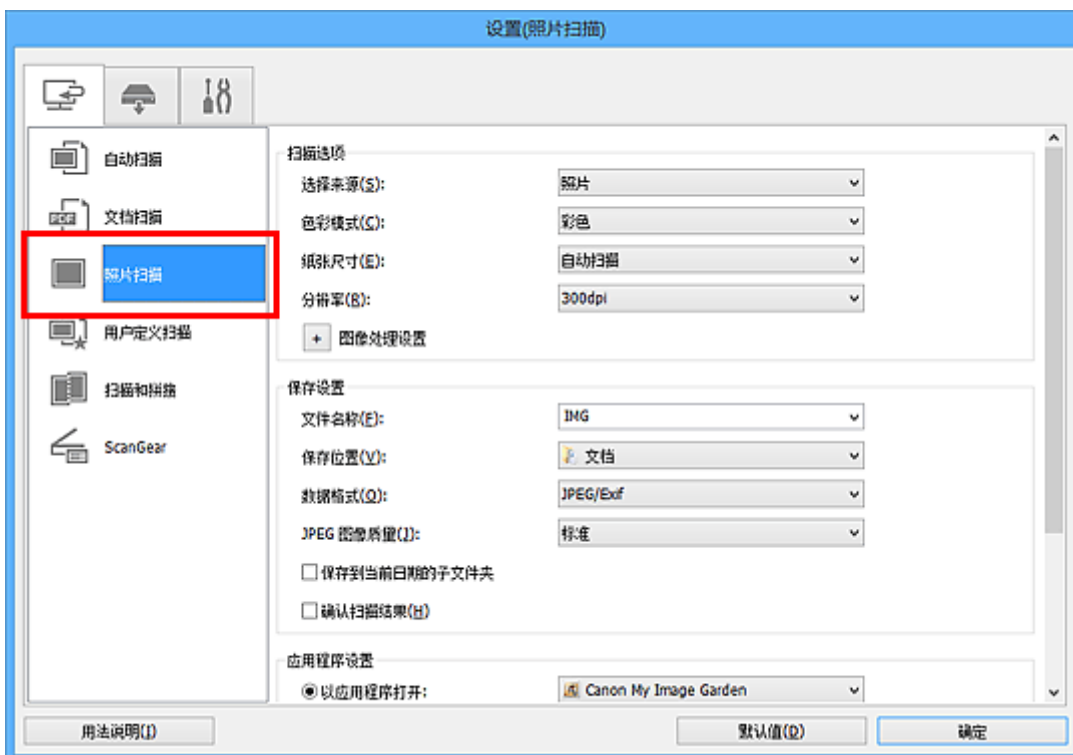 设置(照片扫描)
自动扫描
文档扫描
照片扫描
用户定义扫描
扫描和拼接
ScanGear
扫描选项
选择来源(S): 照片
色彩模式(C): 彩色
纸张尺寸(E): 自动扫描
分辨率(R): 300dpi
+ 图像处理设置
保存设置
文件名称(F): IMG
保存位置(V): 文档
数据格式(O): JPEG/Exif
JPEG 图像质量(J): 标准
保存到当前日期的子文件夹
确认扫描结果(H)
应用程序设置
以应用程序打开: Canon My Image Garden
用法说明(I) 默认值(D) 确定